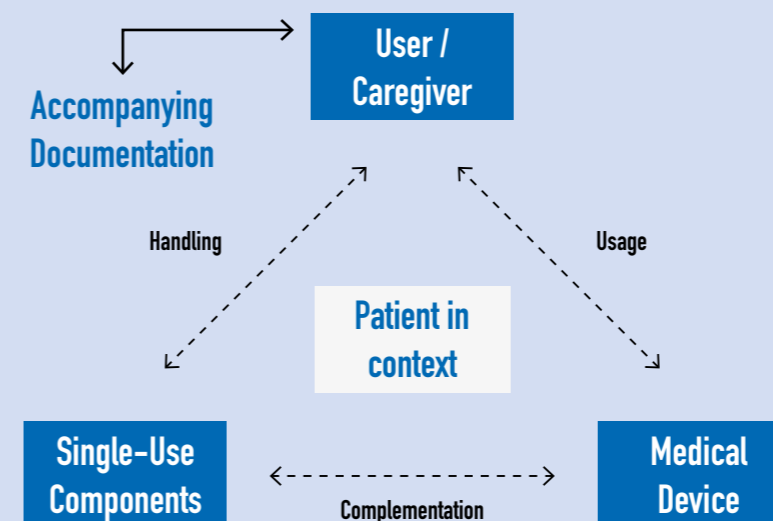 User /
Caregiver
Accompanying
Documentation
Handling
Usage
Patient in
context
Single-Use
Components
Complementation
Medical
Device